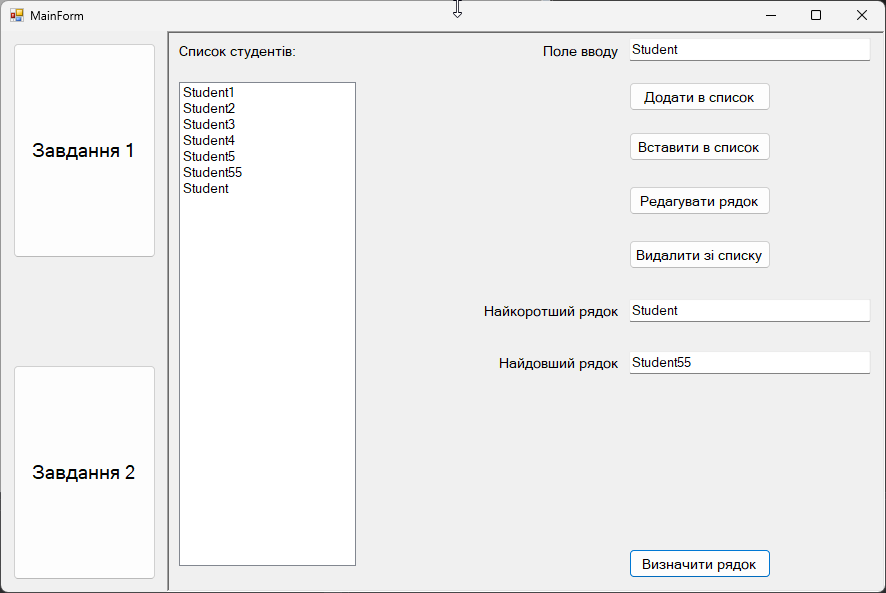 MainForm
Завдання 1
Завдання 2
Список студентів:
Student1
Student2
Student3
Student4
Student5
Student55
Student
Поле вводу
Student
Додати в список
Вставити в список
Редагувати рядок
Видалити зі списку
Найкоротший рядок
Student
Найдовший рядок
Student55
Визначити рядок